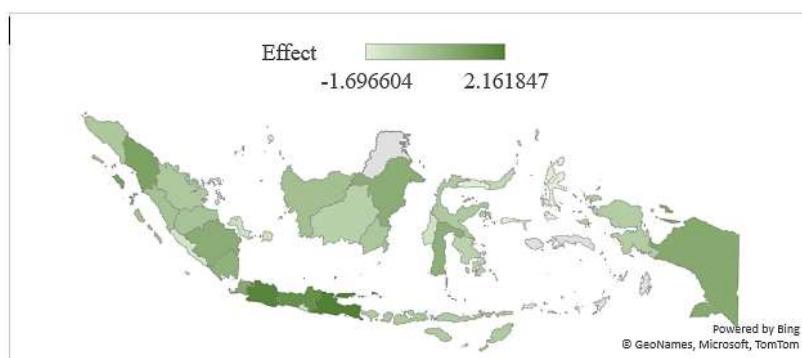 Effect
-1.696604 2.161847
Powered by Bing
© GeoNames, Microsoft, TomTom